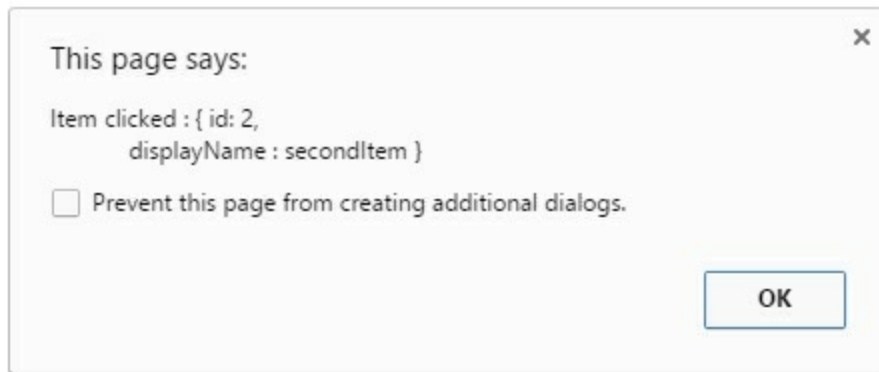 This page says:
Item clicked : { id: 2,
displayName : secondItem }
Prevent this page from creating additional dialogs.
OK